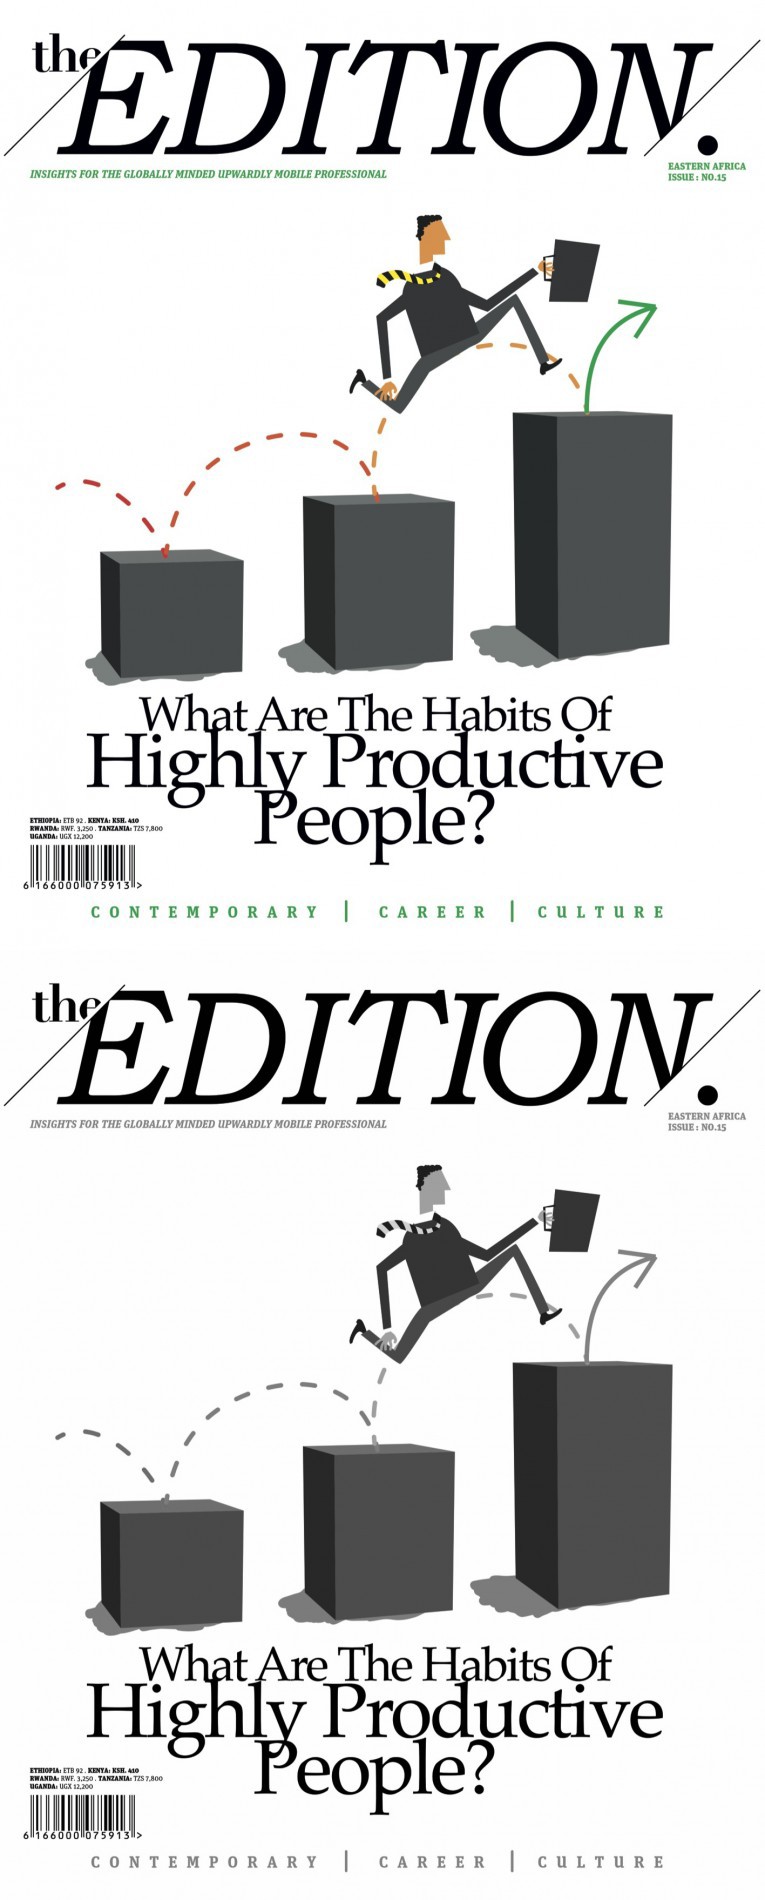 the EDITION.
INSIGHTS FOR THE GLOBALLY MINDED UPWARDLY MOBILE PROFESSIONAL
EASTERN AFRICA
ISSUE : NO.15
What Are The Habits Of
Highly Productive
People?
ETHIOPIA: ETB 92 . KENYA: KSH. 410
RWANDA: RWF. 3,250 . TANZANIA: TZS 7,800
UGANDA: UGX 12,200
6 166000 075913 >
CONTEMPORARY | CAREER | CULTURE
the EDITION.
INSIGHTS FOR THE GLOBALLY MINDED UPWARDLY MOBILE PROFESSIONAL
EASTERN AFRICA
ISSUE : NO.15
What Are The Habits Of
Highly Productive
People?
ETHIOPIA: ETB 92 . KENYA: KSH. 410
RWANDA: RWF. 3,250 . TANZANIA: TZS 7,800
UGANDA: UGX 12,200
6 166000 075913 >
CONTEMPORARY | CAREER | CULTURE